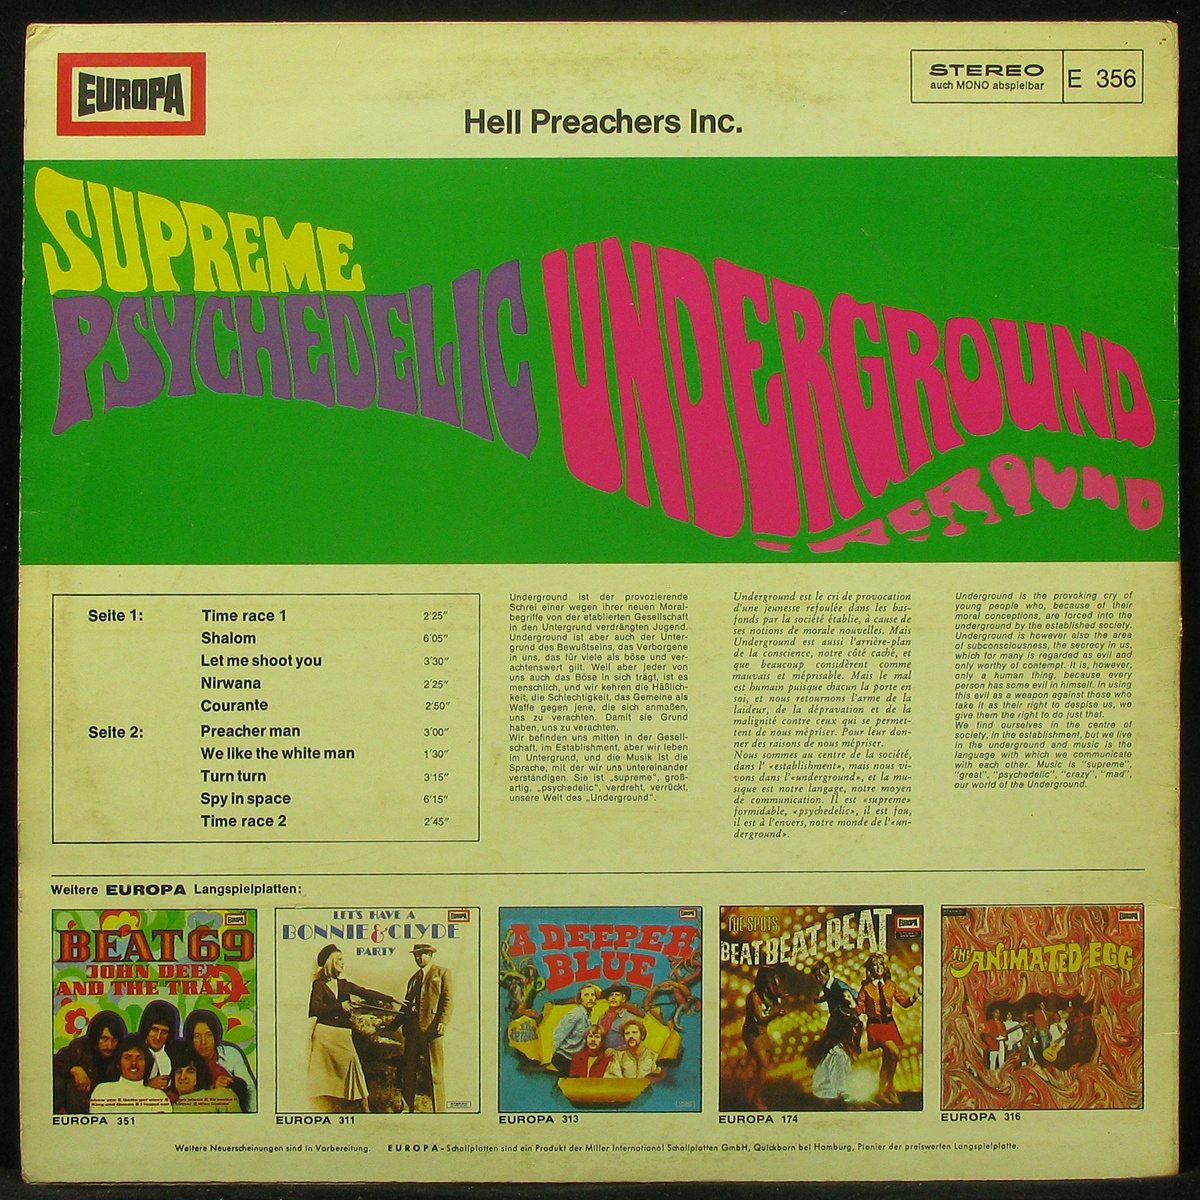 EUROPA
STEREO
auch MONO abspielbar
E 356
Hell Preachers Inc.
SUPREME
PSYCHEDELIC UNDERGROUND
Seite 1: Time race 1 2'25"
Shalom 6'05"
Let me shoot you 3'30"
Nirwana 2'25"
Courante 2'50"
Seite 2: Preacher man 3'00"
We like the white man 1'30"
Turn turn 3'15"
Spy in space 6'15"
Time race 2 2'45"
Underground ist der provozierende
Schrei einer wegen ihrer neuen Moral-
begriffe von der etablierten Gesellschaft
in den Untergrund verdrängten Jugend.
Underground ist aber auch der Unter-
grund des Bewußtseins, das Verborgene
in uns, das für viele als böse und ver-
achtenswert gilt. Weil aber jeder von
uns auch das Böse in sich trägt, ist es
menschlich, und wir kehren die Häßlich-
keit, die Schlechtigkeit, das Gemeine als
Waffe gegen jene, die sich anmaßen,
uns zu verachten. Damit sie Grund
haben, uns zu verachten.
Wir befinden uns mitten in der Gesell-
schaft, im Establishment, aber wir leben
im Untergrund, und die Musik ist die
Sprache, mit der wir uns untereinander
verständigen. Sie ist „supreme“, groß-
artig, „psychedelic“, verdreht, verrückt,
unsere Welt des „Underground“.
Underground est le cri de provocation
d'une jeunesse refoulée dans les bas-
fonds par la société établie, à cause de
ses notions de morale nouvelles. Mais
Underground est aussi l'arrière-plan
de la conscience, notre côté caché, et
que beaucoup considèrent comme
mauvais et méprisable. Mais le mal
est humain puisque chacun la porte en
soi, et nous retournons l'arme de la
laideur, de la dépravation et de la
malignité contre ceux qui se permet-
tent de nous mépriser. Pour leur don-
ner des raisons de nous mépriser.
Nous sommes au centre de la société,
dans l' «establishment», mais nous vi-
vons dans l'«underground», et la mu-
sique est notre langage, notre moyen
de communication. Il est «supreme»
formidable, «psychedelic», il est fou,
il est à l'envers, notre monde de l'«un-
derground».
Underground is the provoking cry of
young people who, because of their
moral conceptions, are forced into the
underground by the established society.
Underground is however also the area
of subconsciousness, the secrecy in us,
which for many is regarded as evil and
only worthy of contempt. It is, however,
only a human thing, because every
person has some evil in himself. In using
this evil as a weapon against those who
take it as their right to despise us, we
give them the right to do just that.
We find ourselves in the centre of
society, in the establishment, but we live
in the underground and music is the
language with which we communicate
with each other. Music is "supreme",
"great", "psychedelic", "crazy", "mad",
our world of the Underground.
Weitere EUROPA Langspielplatten:
BEAT 69
JOHN DEEN
AND THE TRAKK
EUROPA 351
LET'S HAVE A
BONNIE & CLYDE
PARTY
EUROPA 311
A DEEPER
BLUE
EUROPA 313
THE SPOTS
BEAT BEAT BEAT
EUROPA 174
THE ANIMATED EGG
EUROPA 316
Weitere Neuerscheinungen sind in Vorbereitung. EUROPA-Schallplatten sind ein Produkt der Miller International Schallplatten GmbH, Quickborn bei Hamburg, Pionier der preiswerten Langspielplatte.